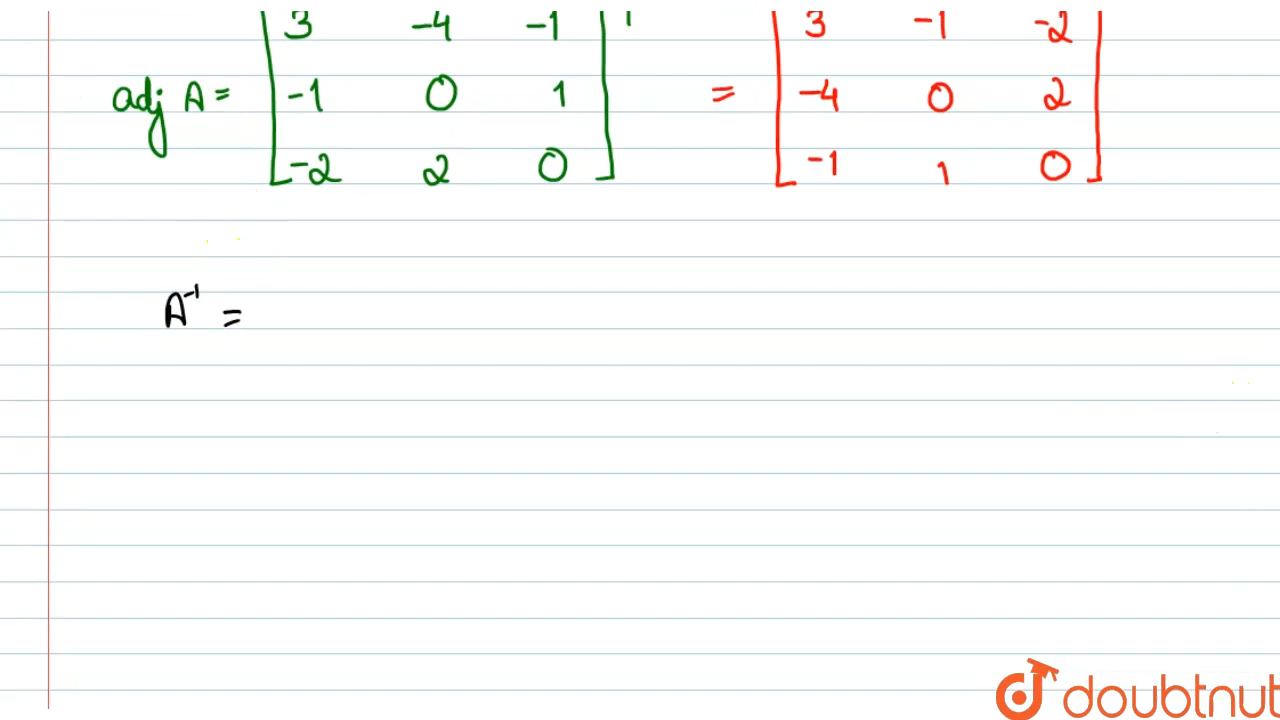 3 -4 -1 ' 3 -1 -2
adj A = -1 0 1 = -4 0 2
-2 2 0 -1 1 0
A⁻¹ =
doubtnut